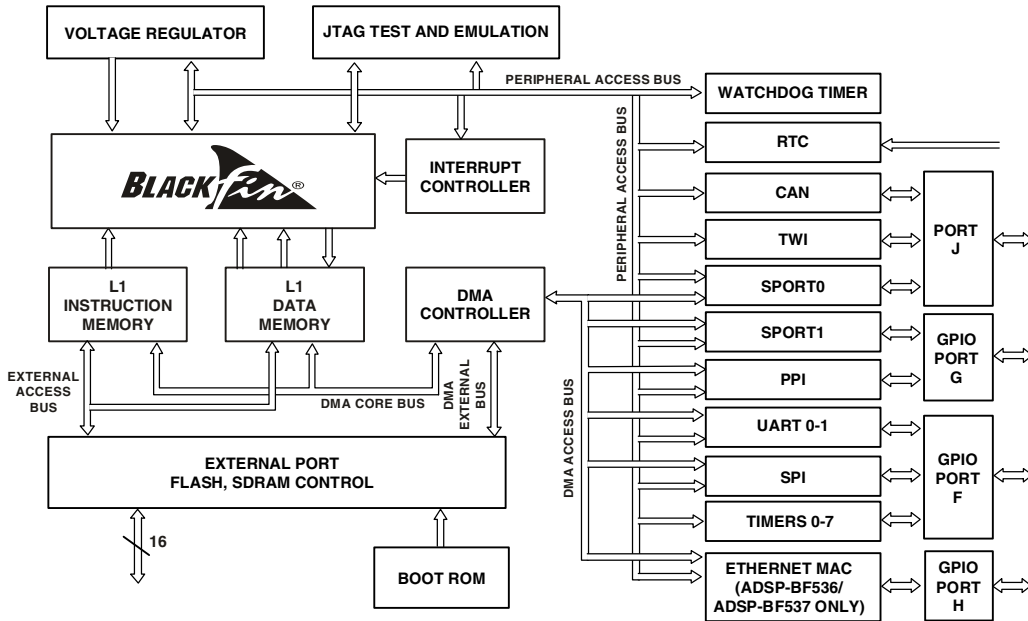 VOLTAGE REGULATOR
JTAG TEST AND EMULATION
PERIPHERAL ACCESS BUS
WATCHDOG TIMER
RTC
BLACKfin®
INTERRUPT
CONTROLLER
PERIPHERAL ACCESS BUS
CAN
TWI
PORT
J
L1
INSTRUCTION
MEMORY
L1
DATA
MEMORY
DMA
CONTROLLER
SPORT0
SPORT1
GPIO
PORT
G
PPI
EXTERNAL
ACCESS
BUS
DMA CORE BUS
DMA
EXTERNAL
BUS
DMA ACCESS BUS
UART 0-1
SPI
GPIO
PORT
F
TIMERS 0-7
EXTERNAL PORT
FLASH, SDRAM CONTROL
16
BOOT ROM
ETHERNET MAC
(ADSP-BF536/
ADSP-BF537 ONLY)
GPIO
PORT
H